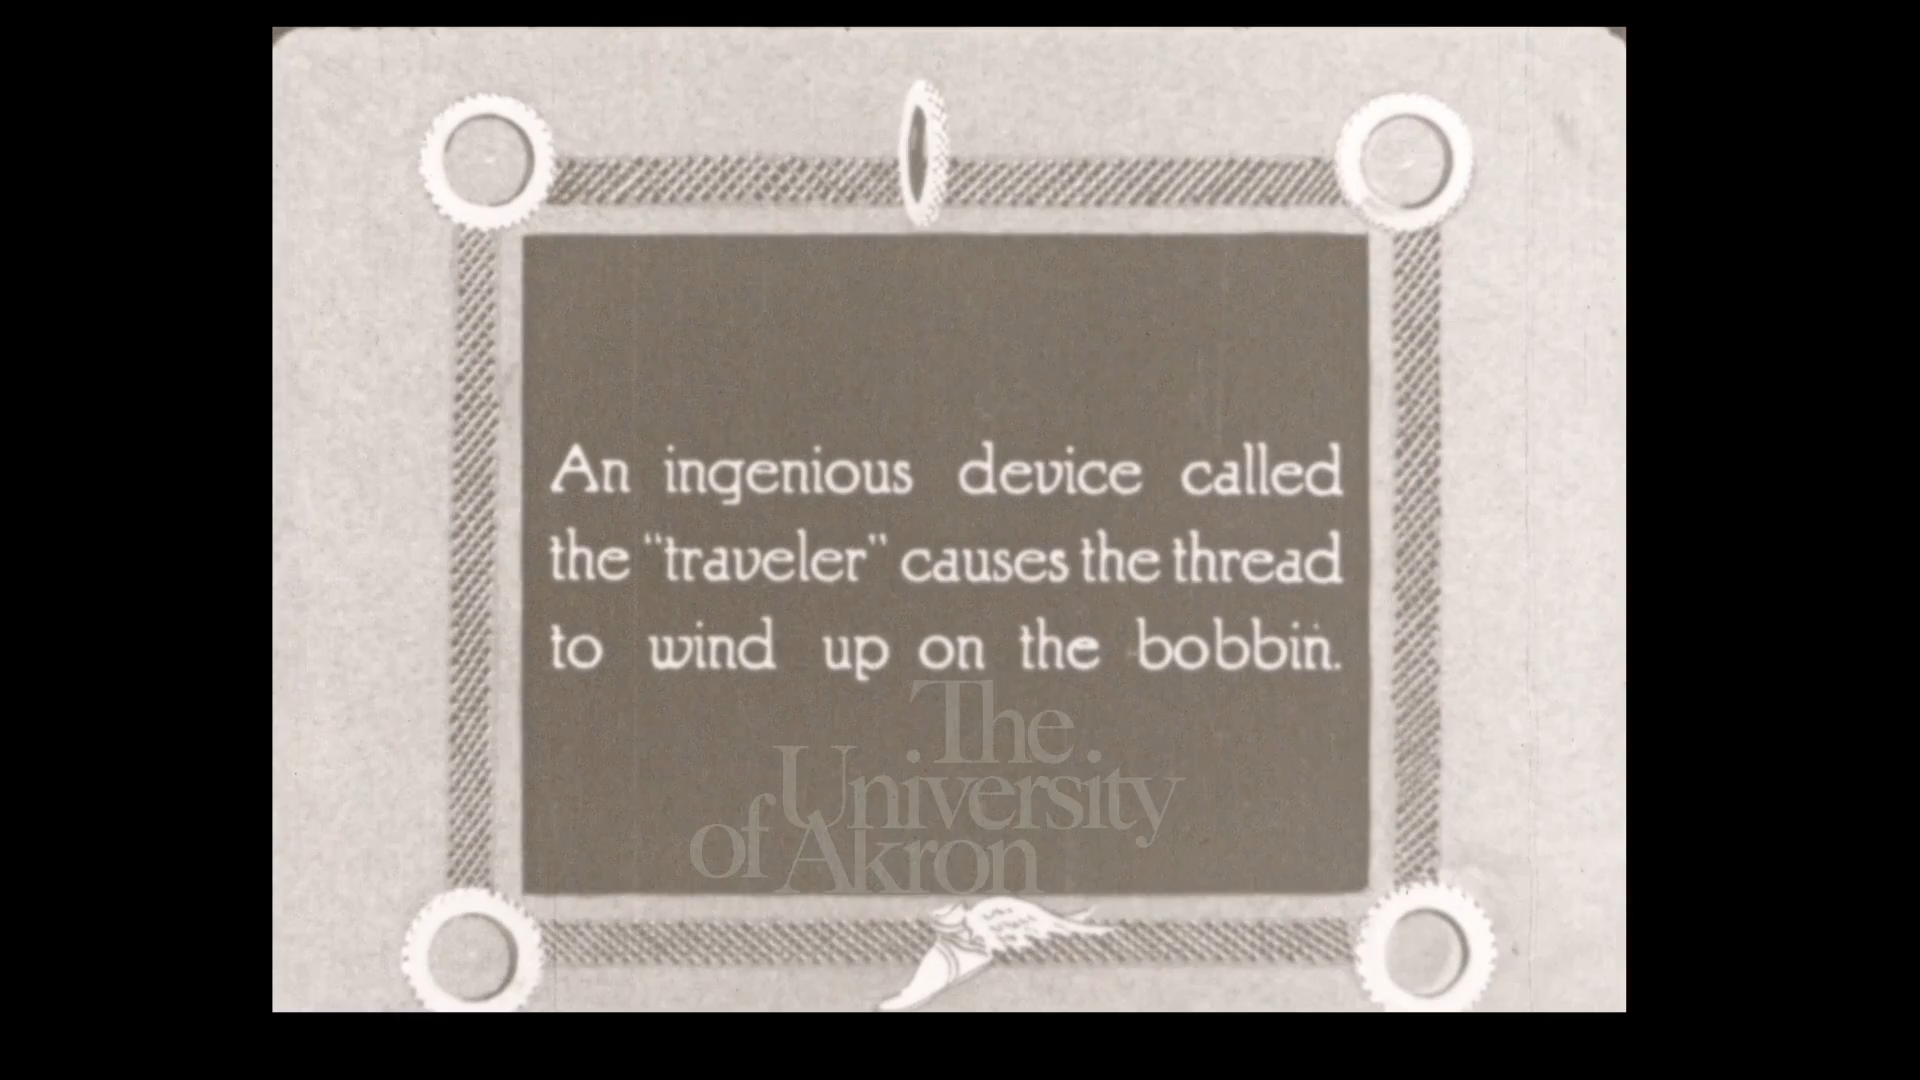 An ingenious device called
the "traveler" causes the thread
to wind up on the bobbin.
The
University
of Akron